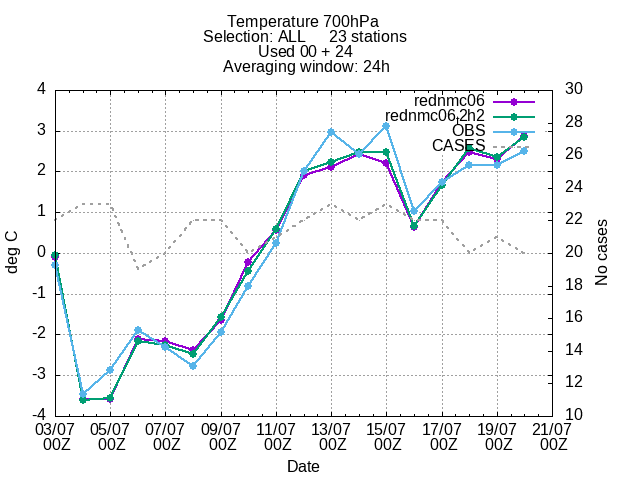 Temperature 700hPa
Selection: ALL 23 stations
Used 00 + 24
Averaging window: 24h
rednmc06
rednmc06.2h2
OBS
CASES
4
3
2
1
0
-1
-2
-3
-4
deg C
30
28
26
24
22
20
18
16
14
12
10
No cases
03/07 05/07 07/07 09/07 11/07 13/07 15/07 17/07 19/07 21/07
00Z 00Z 00Z 00Z 00Z 00Z 00Z 00Z 00Z 00Z
Date